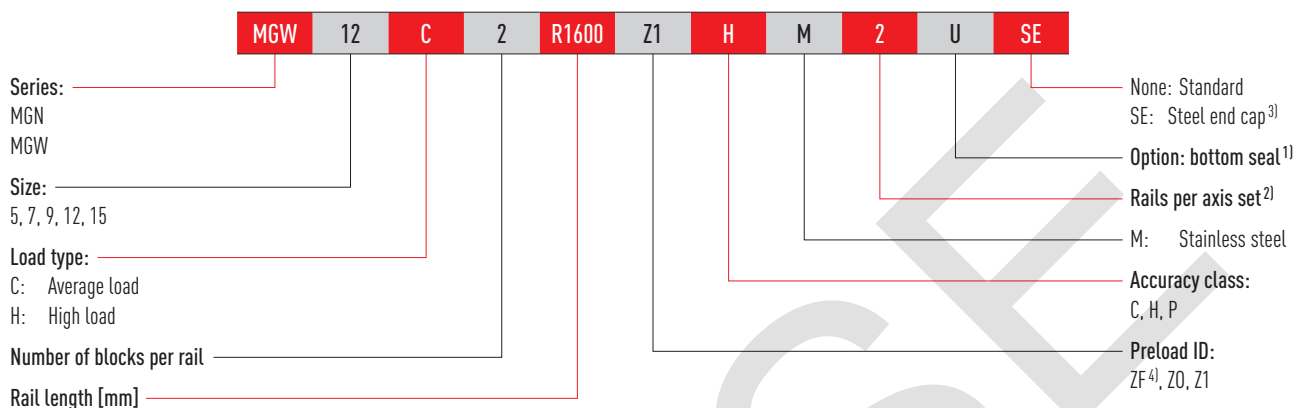 MGW 12 C 2 R1600 Z1 H M 2 U SE
Series:
MGN
MGW
Size:
5, 7, 9, 12, 15
Load type:
C: Average load
H: High load
Number of blocks per rail
Rail length [mm]
None: Standard
SE: Steel end cap 3)
Option: bottom seal 1)
Rails per axis set 2)
M: Stainless steel
Accuracy class:
C, H, P
Preload ID:
ZF 4), Z0, Z1